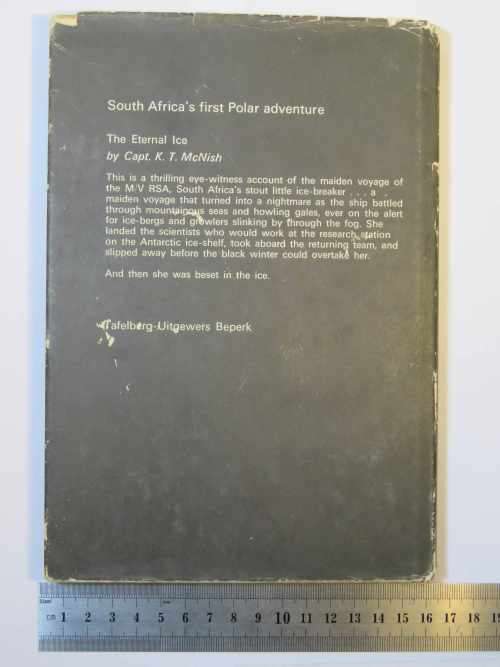 South Africa's first Polar adventure
The Eternal Ice
by Capt. K. T. McNish
This is a thrilling eye-witness account of the maiden voyage of
the M/V RSA, South Africa's stout little ice-breaker . . . a
maiden voyage that turned into a nightmare as the ship battled
through mountainous seas and howling gales, ever on the alert
for ice-bergs and growlers slinking by through the fog. She
landed the scientists who would work at the research station
on the Antarctic ice-shelf, took aboard the returning team, and
slipped away before the black winter could overtake her.
And then she was beset in the ice.
Tafelberg-Uitgewers Beperk
cm 1 2 3 4 5 6 7 8 9 10 11 12 13 14 15 16 17 18 19